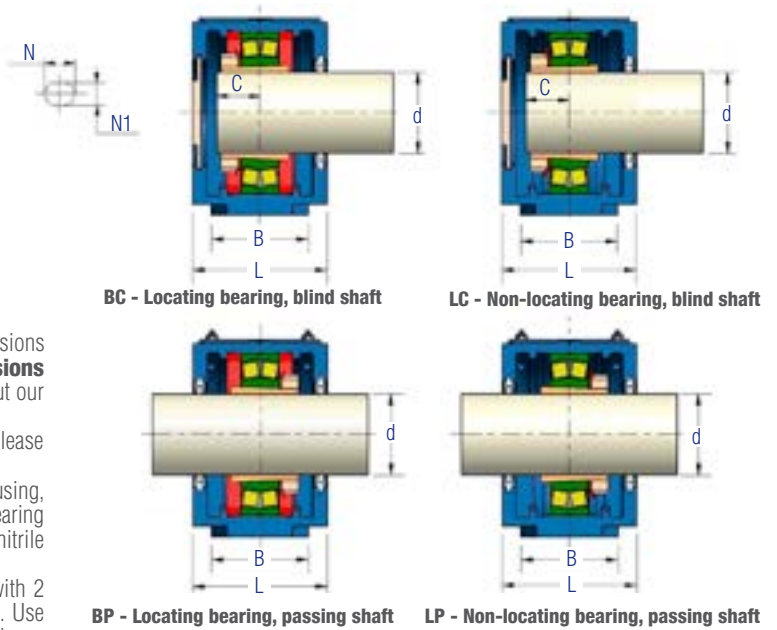 N
N1
C
d
B
L
BC - Locating bearing, blind shaft
C
d
B
L
LC - Non-locating bearing, blind shaft
sions
sions
ut our
lease
using,
earing
nitrile
with 2
. Use
d
B
L
BP - Locating bearing, passing shaft
d
B
L
LP - Non-locating bearing, passing shaft